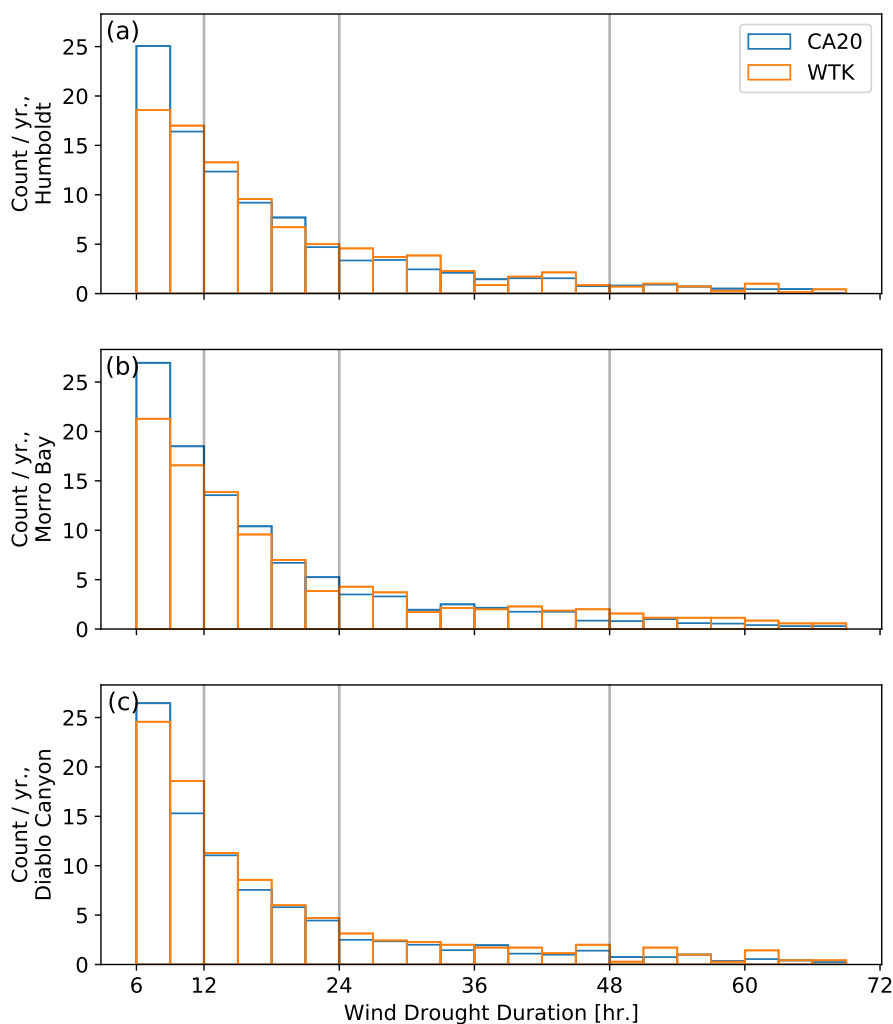 (a)
CA20
WTK
Count / yr.,
Humboldt
25
20
15
10
5
0
(b)
Count / yr.,
Morro Bay
25
20
15
10
5
0
(c)
Count / yr.,
Diablo Canyon
25
20
15
10
5
0
6 12 24 36 48 60 72
Wind Drought Duration [hr.]